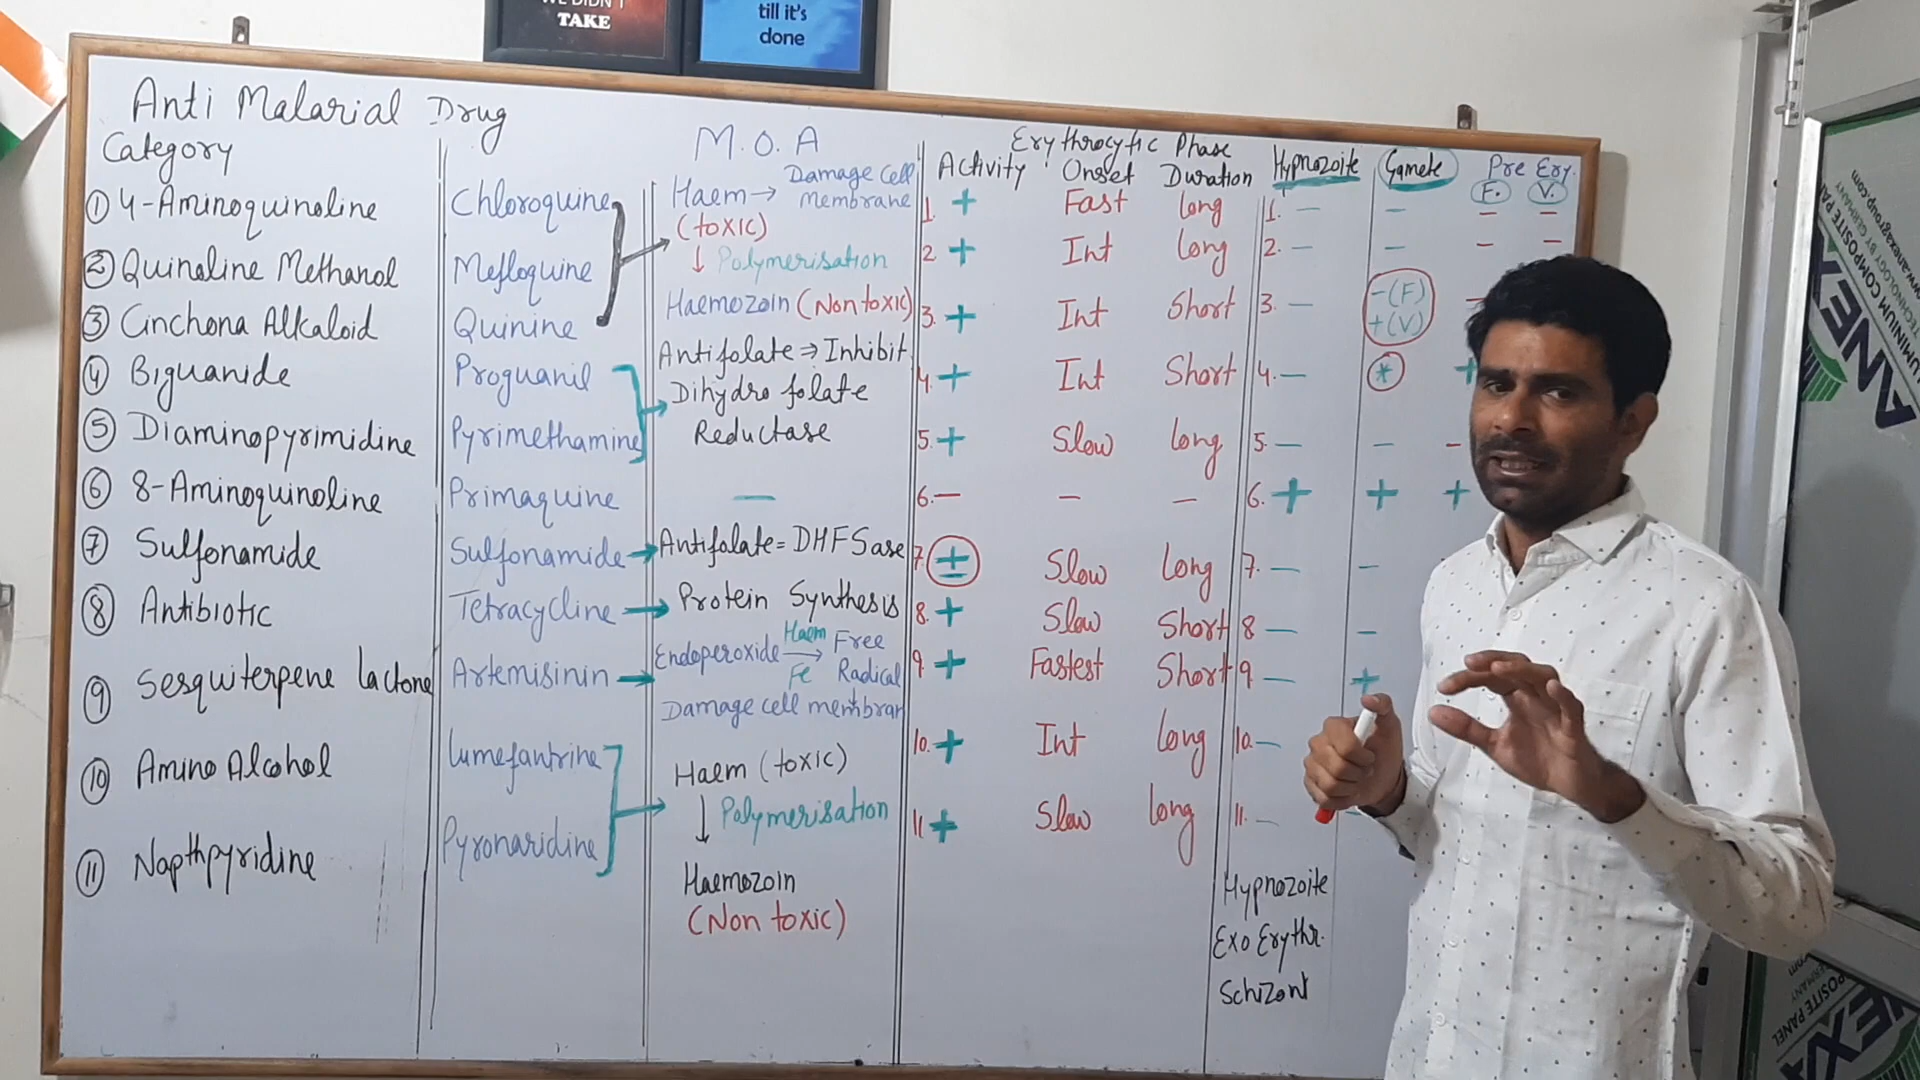 WE DIDN'T
TAKE
till it's
done
Anti Malarial Drug
Category
M.O.A
Erythrocytic Phase
Activity Onset Duration
Hypnozoite
Gamete
Pre Ery.
F. V.
① 4-Aminoquinoline Chloroquine
Haem → Damage Cell
membrane
(toxic)
↓ Polymerisation
Haemozoin (Non toxic)
1. + Fast long 1. - - - -
② Quinoline Methanol Mefloquine
2 + Int long 2. - - - -
③ Cinchona Alkaloid Quinine
3. + Int Short 3. - -(F) -
+(V)
④ Biguanide Proguanil
Antifolate ⇒ Inhibit
Dihydro folate
Reductase
4. + Int Short 4. - * +
⑤ Diaminopyrimidine Pyrimethamine
5. + Slow long 5. - - -
⑥ 8-Aminoquinoline Primaquine -
6. - - - 6. + + +
⑦ Sulfonamide Sulfonamide → Antifolate = DHFSase
7. ± Slow Long 7. - -
⑧ Antibiotic Tetracycline → Protein Synthesis
8. + Slow Short 8 - -
⑨ Sesquiterpene lactone Artemisinin → Endoperoxide Haem → Fe Free
Radical
Damage cell membran
9 + Fastest Short 9 - +
⑩ Amino Alcohol lumefantrine
Haem (toxic)
↓ Polymerisation
Haemozoin
(Non toxic)
10. + Int long 10. -
⑪ Napthpyridine Pyronaridine
11 + Slow long 11. - -
Hypnozoite
Exo Erythr.
Schizont